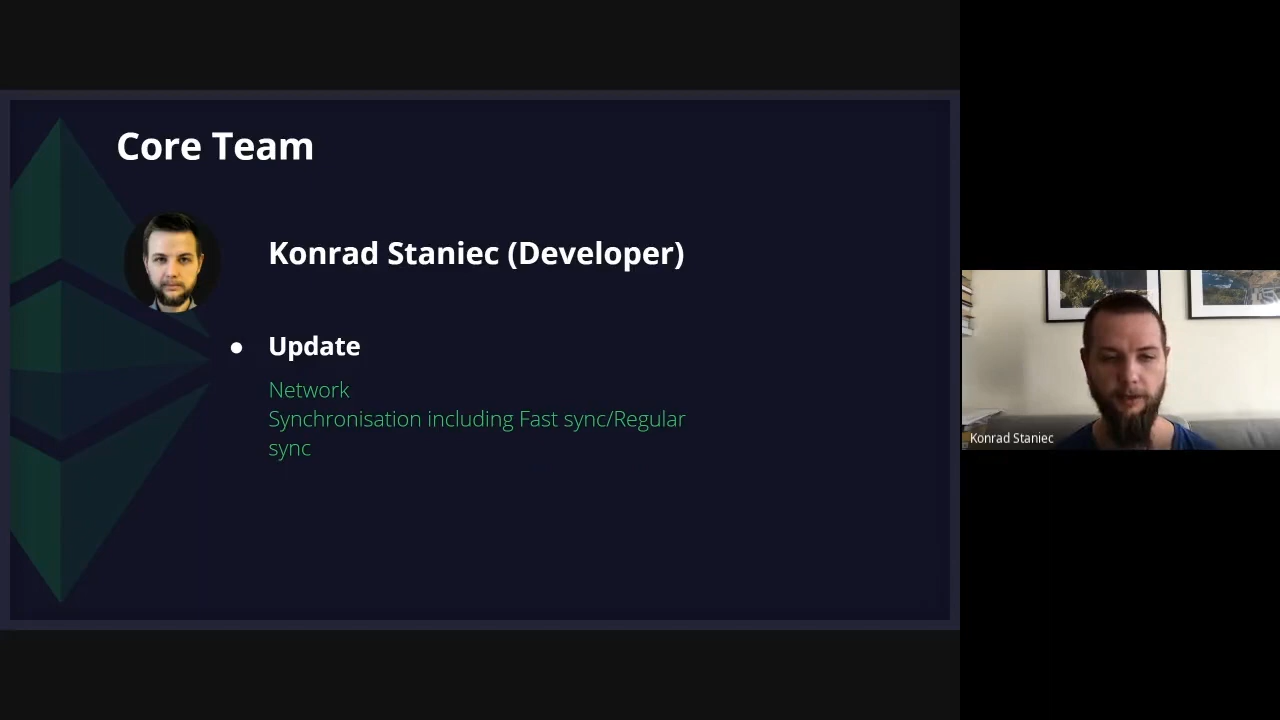 Core Team
Konrad Staniec (Developer)
● Update
Network
Synchronisation including Fast sync/Regular
sync
Konrad Staniec